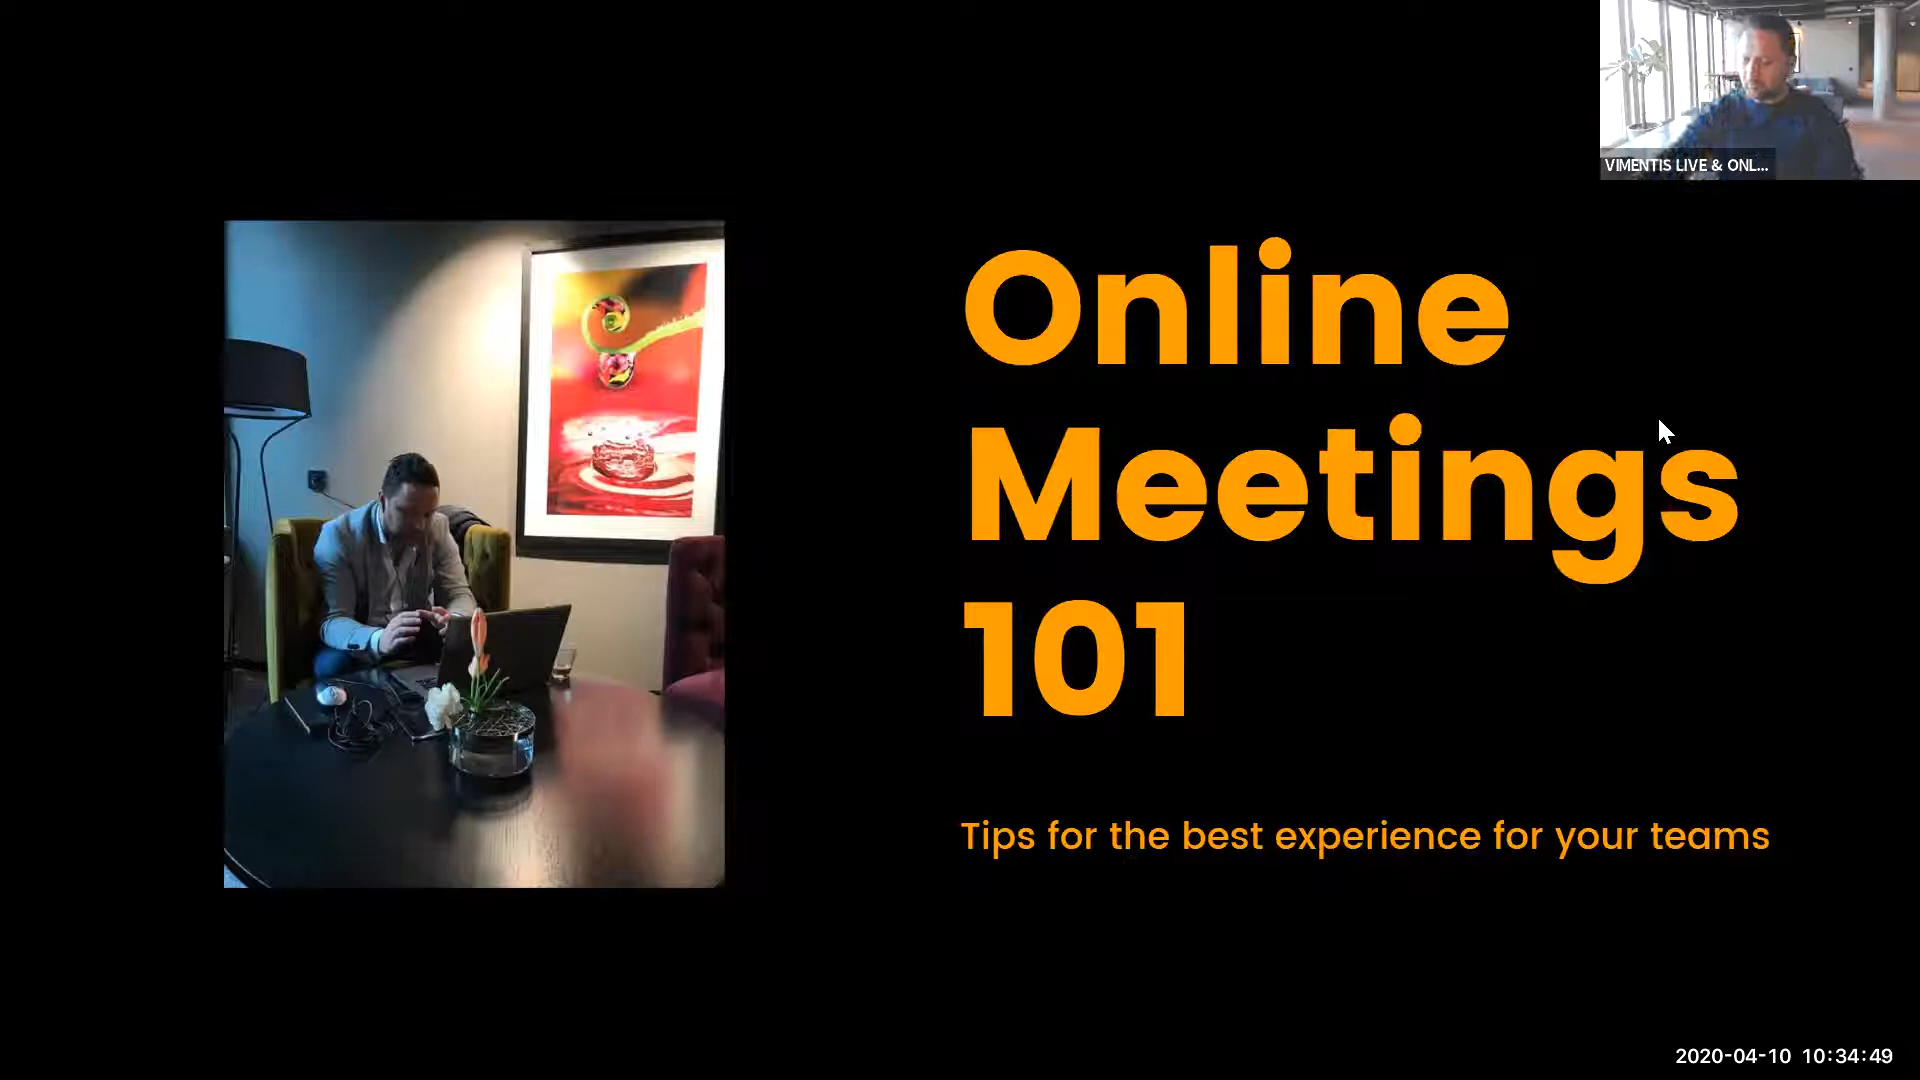 VIMENTIS LIVE & ONL...
Online
Meetings
101
Tips for the best experience for your teams
2020-04-10 10:34:49